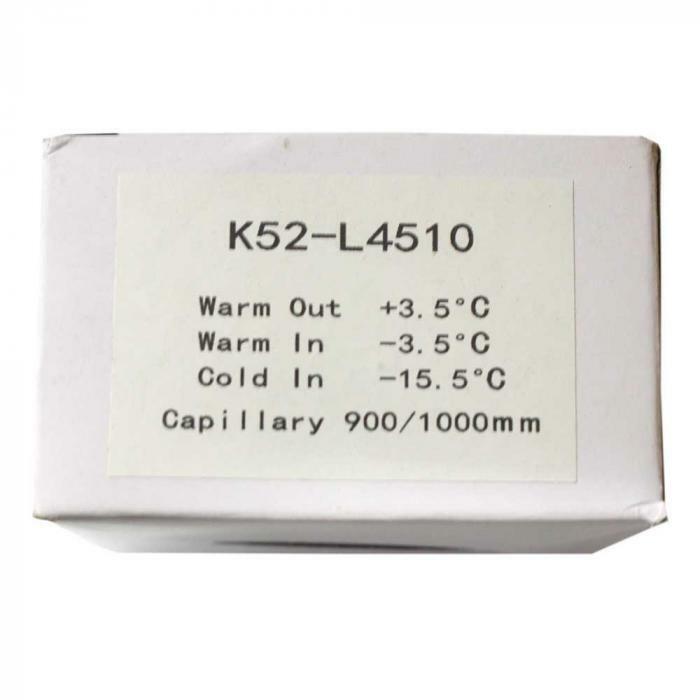 K52-L4510
Warm Out +3.5°C
Warm In -3.5°C
Cold In -15.5°C
Capillary 900/1000mm